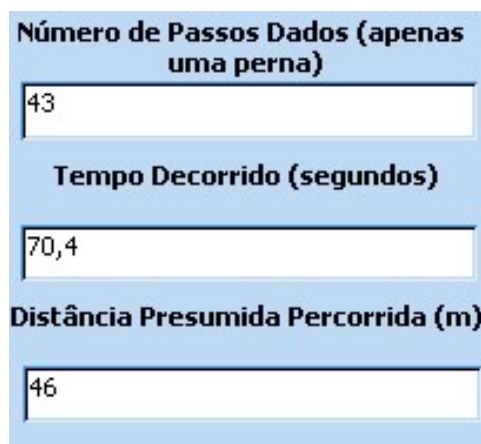 Número de Passos Dados (apenas
uma perna)
43
Tempo Decorrido (segundos)
70,4
Distância Presumida Percorrida (m)
46